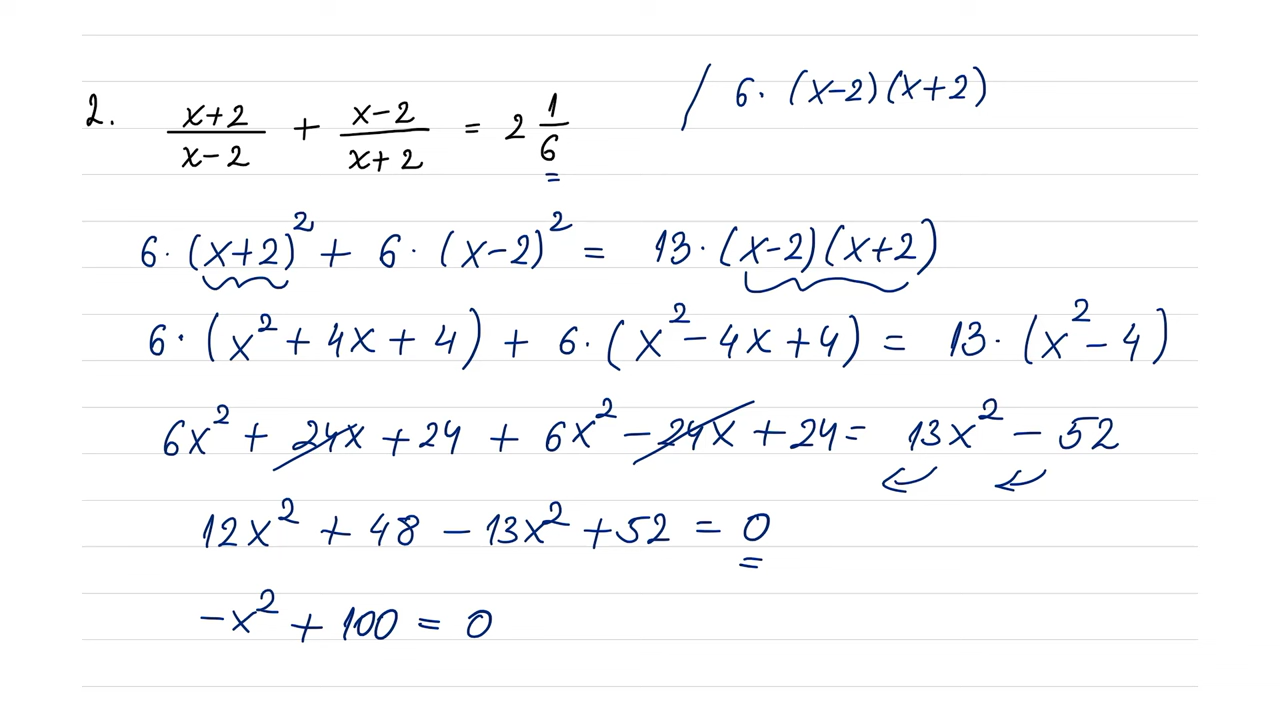 2. (x+2)/(x-2) + (x-2)/(x+2) = 2 1/6 / 6·(x-2)(x+2)
6·(x+2)² + 6·(x-2)² = 13·(x-2)(x+2)
6·(x²+4x+4) + 6·(x²-4x+4) = 13·(x²-4)
6x² + 24x + 24 + 6x² - 24x + 24 = 13x² - 52
12x² + 48 - 13x² + 52 = 0
-x² + 100 = 0